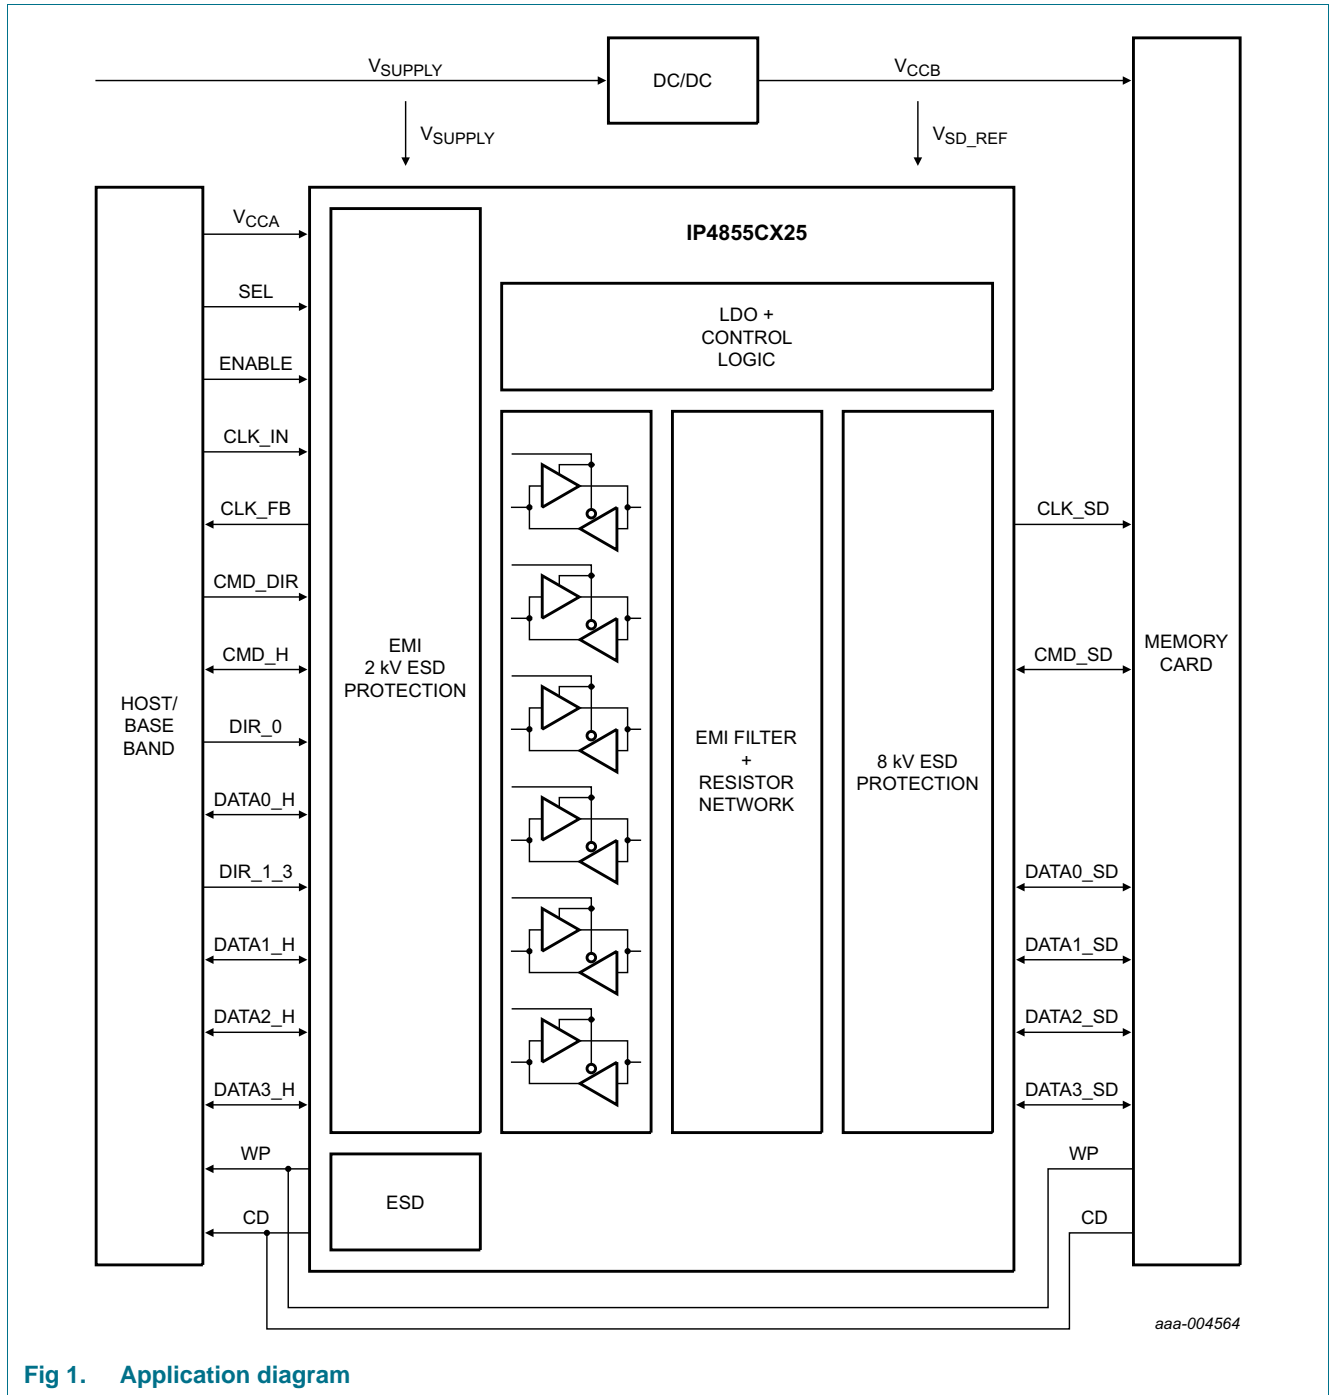 VSUPPLY
DC/DC
VCCB
VSUPPLY
VSD_REF
HOST/
BASE
BAND
VCCA
SEL
ENABLE
CLK_IN
CLK_FB
CMD_DIR
CMD_H
DIR_0
DATA0_H
DIR_1_3
DATA1_H
DATA2_H
DATA3_H
WP
CD
EMI
2 kV ESD
PROTECTION
ESD
IP4855CX25
LDO +
CONTROL
LOGIC
EMI FILTER
+
RESISTOR
NETWORK
8 kV ESD
PROTECTION
CLK_SD
CMD_SD
DATA0_SD
DATA1_SD
DATA2_SD
DATA3_SD
WP
CD
MEMORY
CARD
aaa-004564
Fig 1. Application diagram